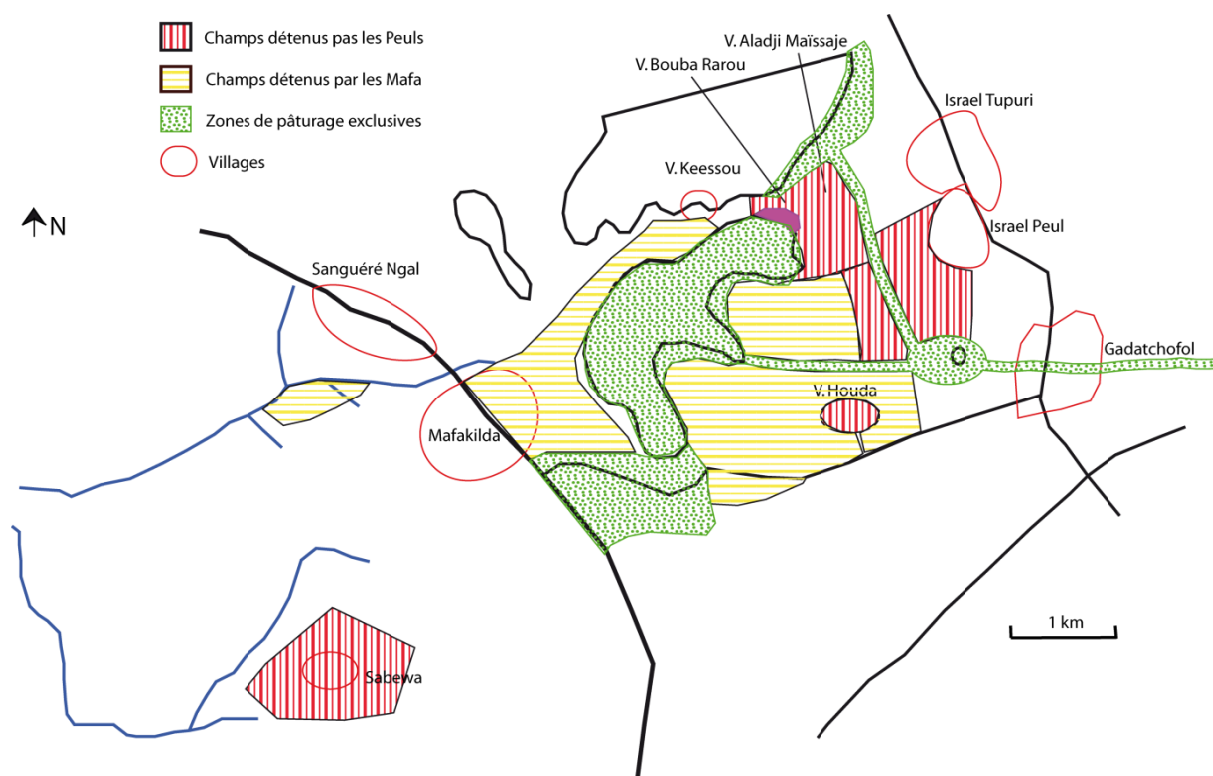 Champs détenus pas les Peuls
Champs détenus par les Mafa
Zones de pâturage exclusives
Villages
N
V. Aladji Maïssaje
V. Bouba Rarou
V. Keessou
Israel Tupuri
Israel Peul
Sanguéré Ngal
Gadatchofol
V. Houda
Mafakilda
1 km
Sabewa